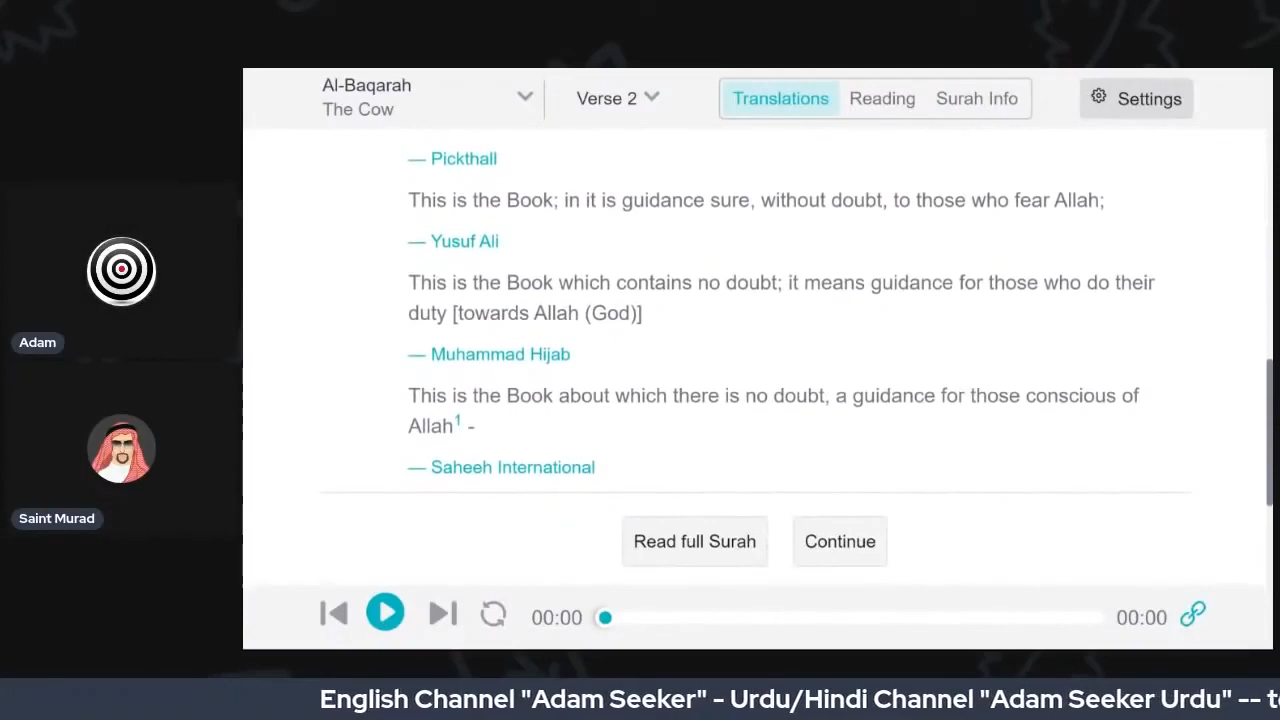 Al-Baqarah
The Cow
Verse 2
Translations
Reading
Surah Info
Settings
— Pickthall
This is the Book; in it is guidance sure, without doubt, to those who fear Allah;
— Yusuf Ali
This is the Book which contains no doubt; it means guidance for those who do their
duty [towards Allah (God)]
— Muhammad Hijab
This is the Book about which there is no doubt, a guidance for those conscious of
Allah¹ -
— Saheeh International
Read full Surah
Continue
00:00
00:00
Adam
Saint Murad
English Channel "Adam Seeker" - Urdu/Hindi Channel "Adam Seeker Urdu" -- t